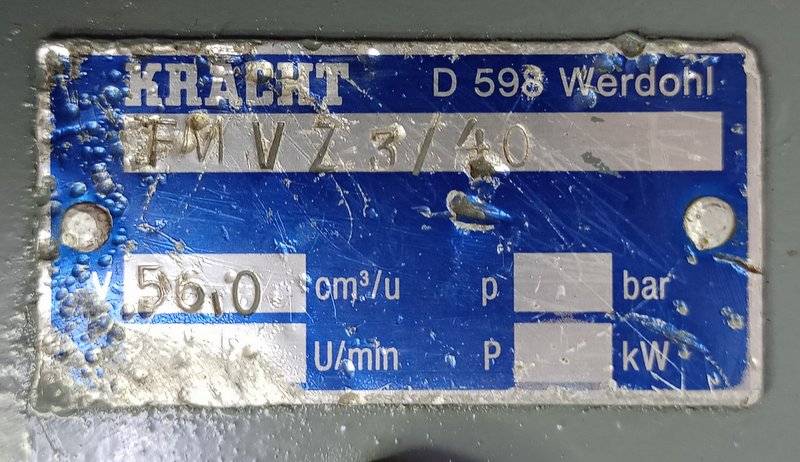 KRACHT D 598 Werdohl
FMVZ 3/40
V 56,0 cm³/u p bar
U/min P kW